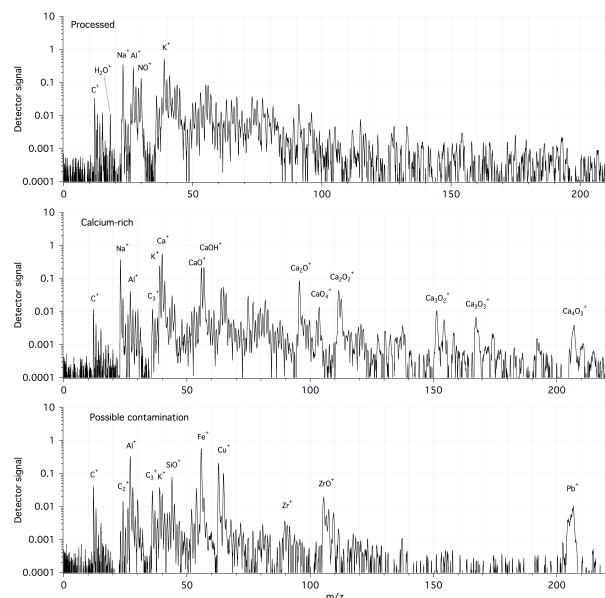 Processed
Detector signal
10
1
0.1
0.01
0.001
0.0001
C⁺
H₂O⁺
Na⁺
Al⁺
NO⁺
K⁺
0
50
100
150
200
Calcium-rich
Detector signal
10
1
0.1
0.01
0.001
0.0001
C⁺
Na⁺
Al⁺
C₃⁺
K⁺
Ca⁺
CaO⁺
CaOH⁺
Ca₂O⁺
CaO₄⁺
Ca₂O₂⁺
Ca₃O₂⁺
Ca₃O₃⁺
Ca₄O₃⁺
0
50
100
150
200
Possible contamination
Detector signal
10
1
0.1
0.01
0.001
0.0001
C⁺
C₂⁺
Al⁺
C₃⁺
K⁺
SiO⁺
Fe⁺
Cu⁺
Zr⁺
ZrO⁺
Pb⁺
0
50
100
150
200
m/z